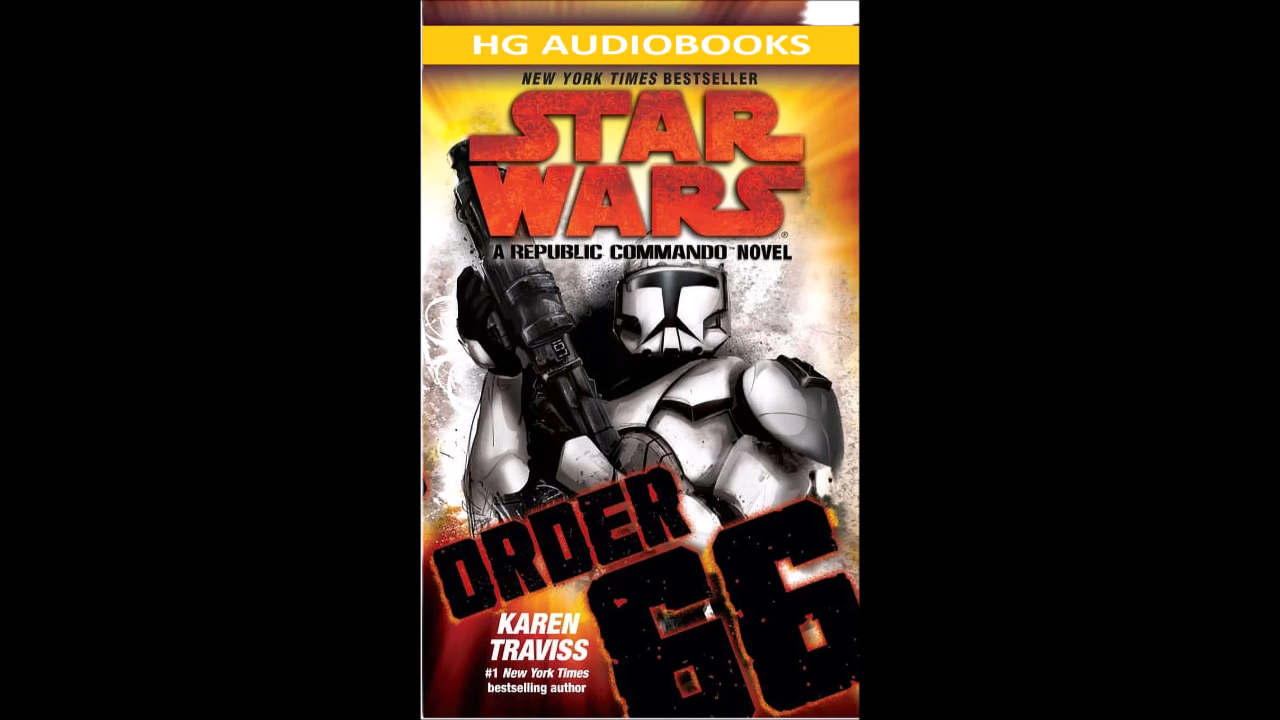 HG AUDIOBOOKS
NEW YORK TIMES BESTSELLER
STAR
WARS®
A REPUBLIC COMMANDO™ NOVEL
ORDER
66
KAREN
TRAVISS
#1 New York Times
bestselling author